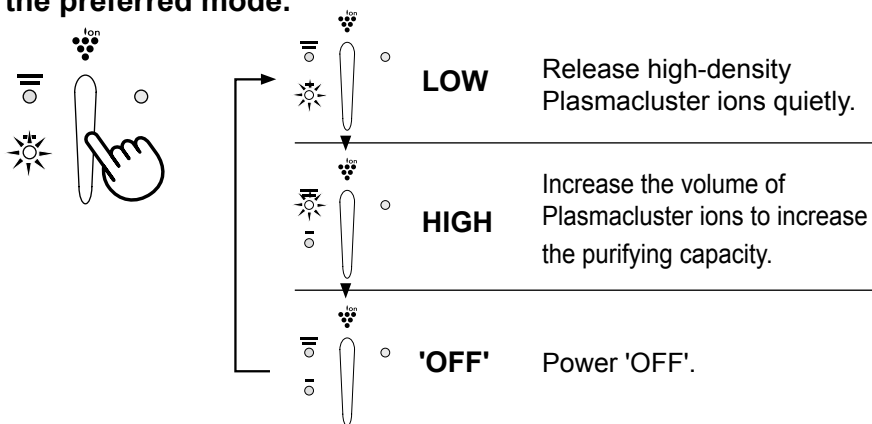 the preferred mode.
ion
ion
LOW
Release high-density
Plasmacluster ions quietly.
ion
HIGH
Increase the volume of
Plasmacluster ions to increase
the purifying capacity.
ion
'OFF'
Power 'OFF'.